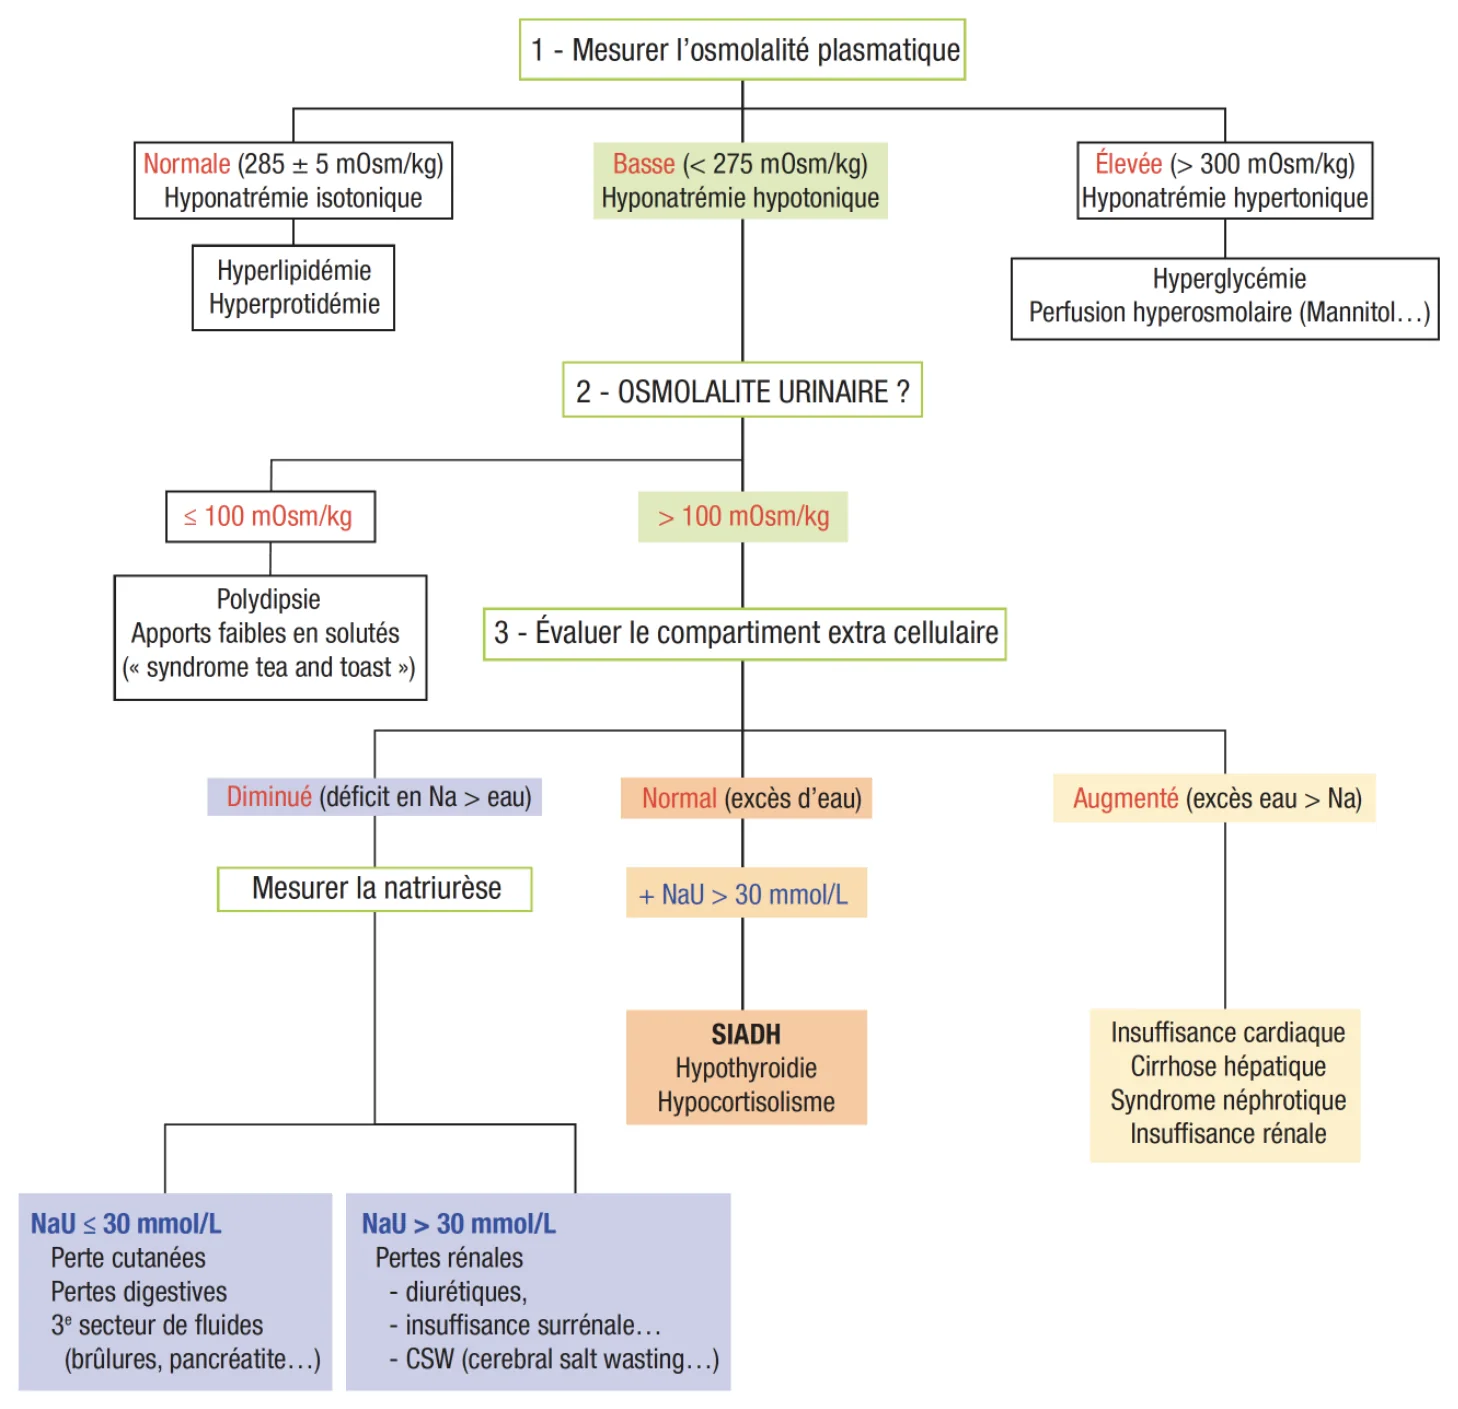 1 - Mesurer l’osmolalité plasmatique
Normale (285 ± 5 mOsm/kg)
Hyponatrémie isotonique
Basse (< 275 mOsm/kg)
Hyponatrémie hypotonique
Élevée (> 300 mOsm/kg)
Hyponatrémie hypertonique
Hyperlipidémie
Hyperprotidémie
Hyperglycémie
Perfusion hyperosmolaire (Mannitol…)
2 - OSMOLALITE URINAIRE ?
≤ 100 mOsm/kg
> 100 mOsm/kg
Polydipsie
Apports faibles en solutés
(« syndrome tea and toast »)
3 - Évaluer le compartiment extra cellulaire
Diminué (déficit en Na > eau)
Normal (excès d’eau)
Augmenté (excès eau > Na)
Mesurer la natriurèse
+ NaU > 30 mmol/L
SIADH
Hypothyroidie
Hypocortisolisme
Insuffisance cardiaque
Cirrhose hépatique
Syndrome néphrotique
Insuffisance rénale
NaU ≤ 30 mmol/L
Perte cutanées
Pertes digestives
3e secteur de fluides
(brûlures, pancréatite…)
NaU > 30 mmol/L
Pertes rénales
- diurétiques,
- insuffisance surrénale…
- CSW (cerebral salt wasting…)